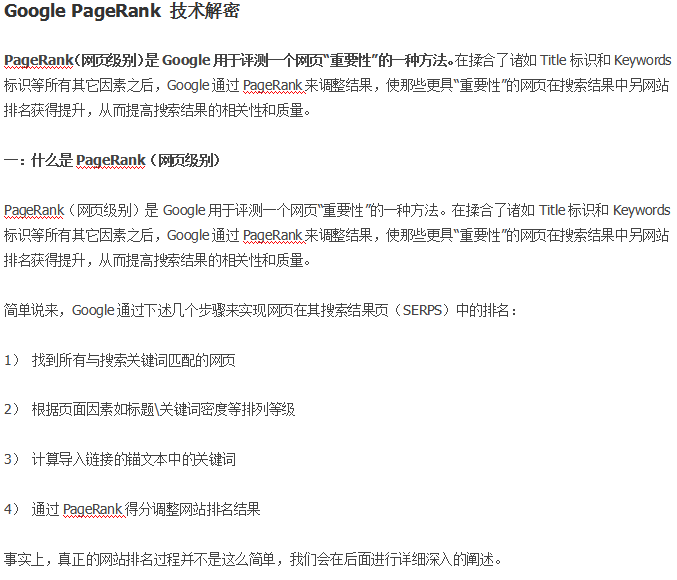 Google PageRank 技术解密
PageRank（网页级别）是 Google 用于评测一个网页“重要性”的一种方法。在揉合了诸如 Title 标识和 Keywords
标识等所有其它因素之后，Google 通过 PageRank 来调整结果，使那些更具“重要性”的网页在搜索结果中另网站
排名获得提升，从而提高搜索结果的相关性和质量。
一：什么是 PageRank（网页级别）
PageRank（网页级别）是 Google 用于评测一个网页“重要性”的一种方法。在揉合了诸如 Title 标识和 Keywords
标识等所有其它因素之后，Google 通过 PageRank 来调整结果，使那些更具“重要性”的网页在搜索结果中另网站
排名获得提升，从而提高搜索结果的相关性和质量。
简单说来，Google 通过下述几个步骤来实现网页在其搜索结果页（SERPS）中的排名：
1） 找到所有与搜索关键词匹配的网页
2） 根据页面因素如标题\关键词密度等排列等级
3） 计算导入链接的锚文本中的关键词
4） 通过 PageRank 得分调整网站排名结果
事实上，真正的网站排名过程并不是这么简单，我们会在后面进行详细深入的阐述。